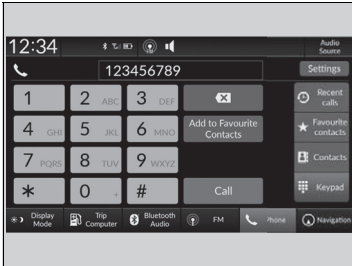 12:34
Audio
Source
123456789
Settings
1
2 ABC
3 DEF
Recent
calls
4 GHI
5 JKL
6 MNO
Add to Favourite
Contacts
Favourite
contacts
7 PQRS
8 TUV
9 WXYZ
Contacts
*
0 +
#
Call
Keypad
Display
Mode
Trip
Computer
Bluetooth
Audio
FM
Phone
Navigation